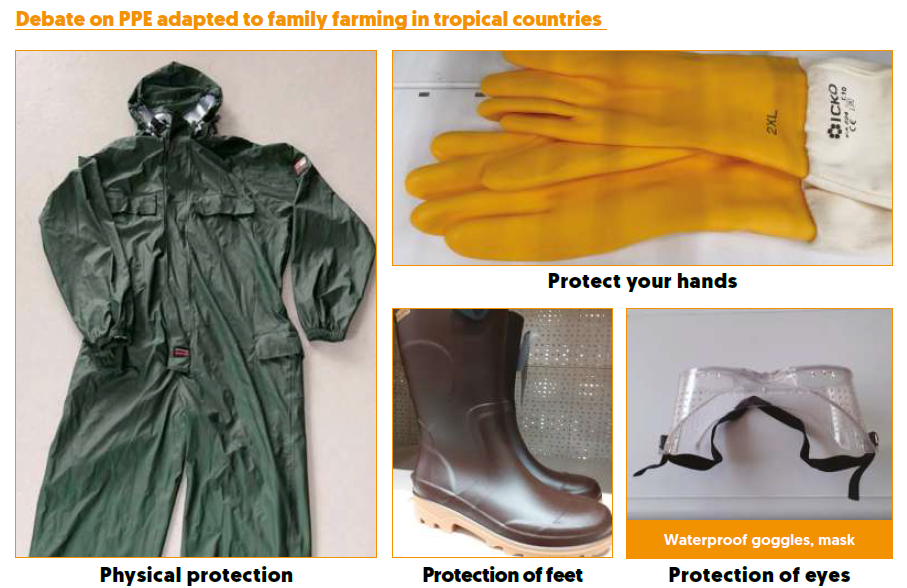 Debate on PPE adapted to family farming in tropical countries
2XL
ICKO
CE
Protect your hands
Waterproof goggles, mask
Physical protection
Protection of feet
Protection of eyes